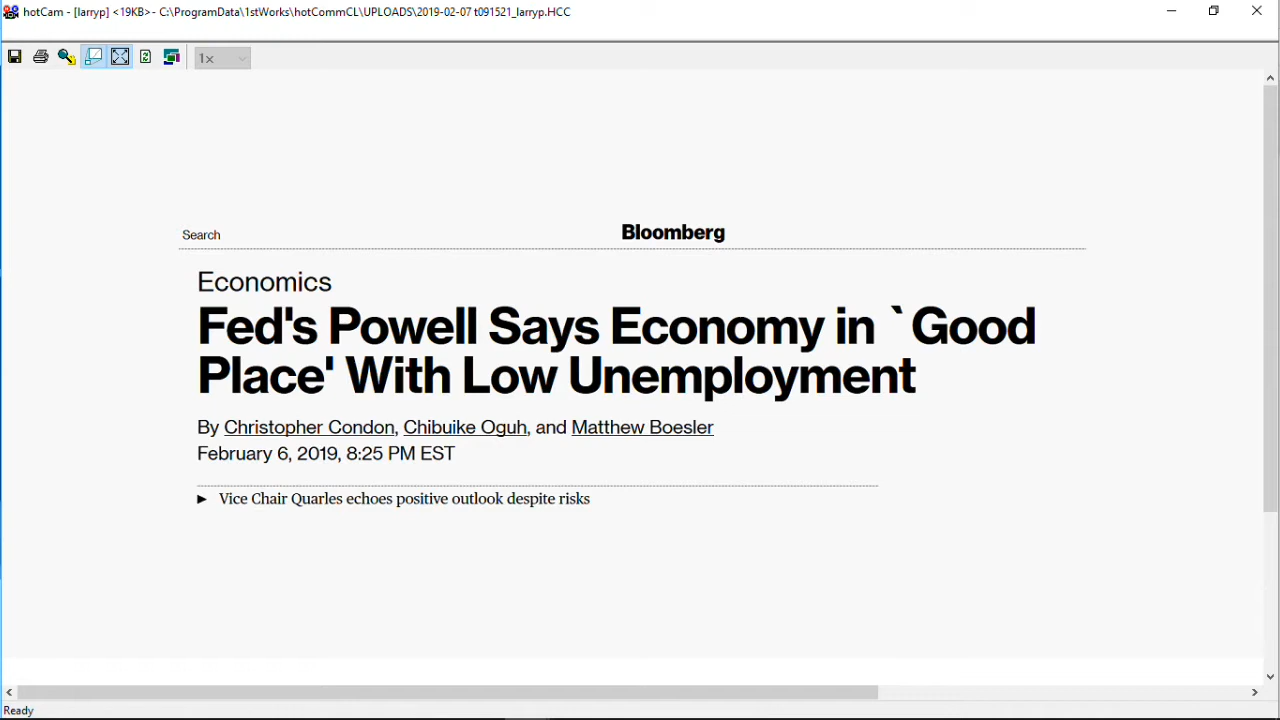 hotCam - [larryp] <19KB>- C:\ProgramData\1stWorks\hotCommCL\UPLOADS\2019-02-07 t091521_larryp.HCC
1x
Search
Bloomberg
Economics
Fed's Powell Says Economy in `Good
Place' With Low Unemployment
By Christopher Condon, Chibuike Oguh, and Matthew Boesler
February 6, 2019, 8:25 PM EST
► Vice Chair Quarles echoes positive outlook despite risks
Ready